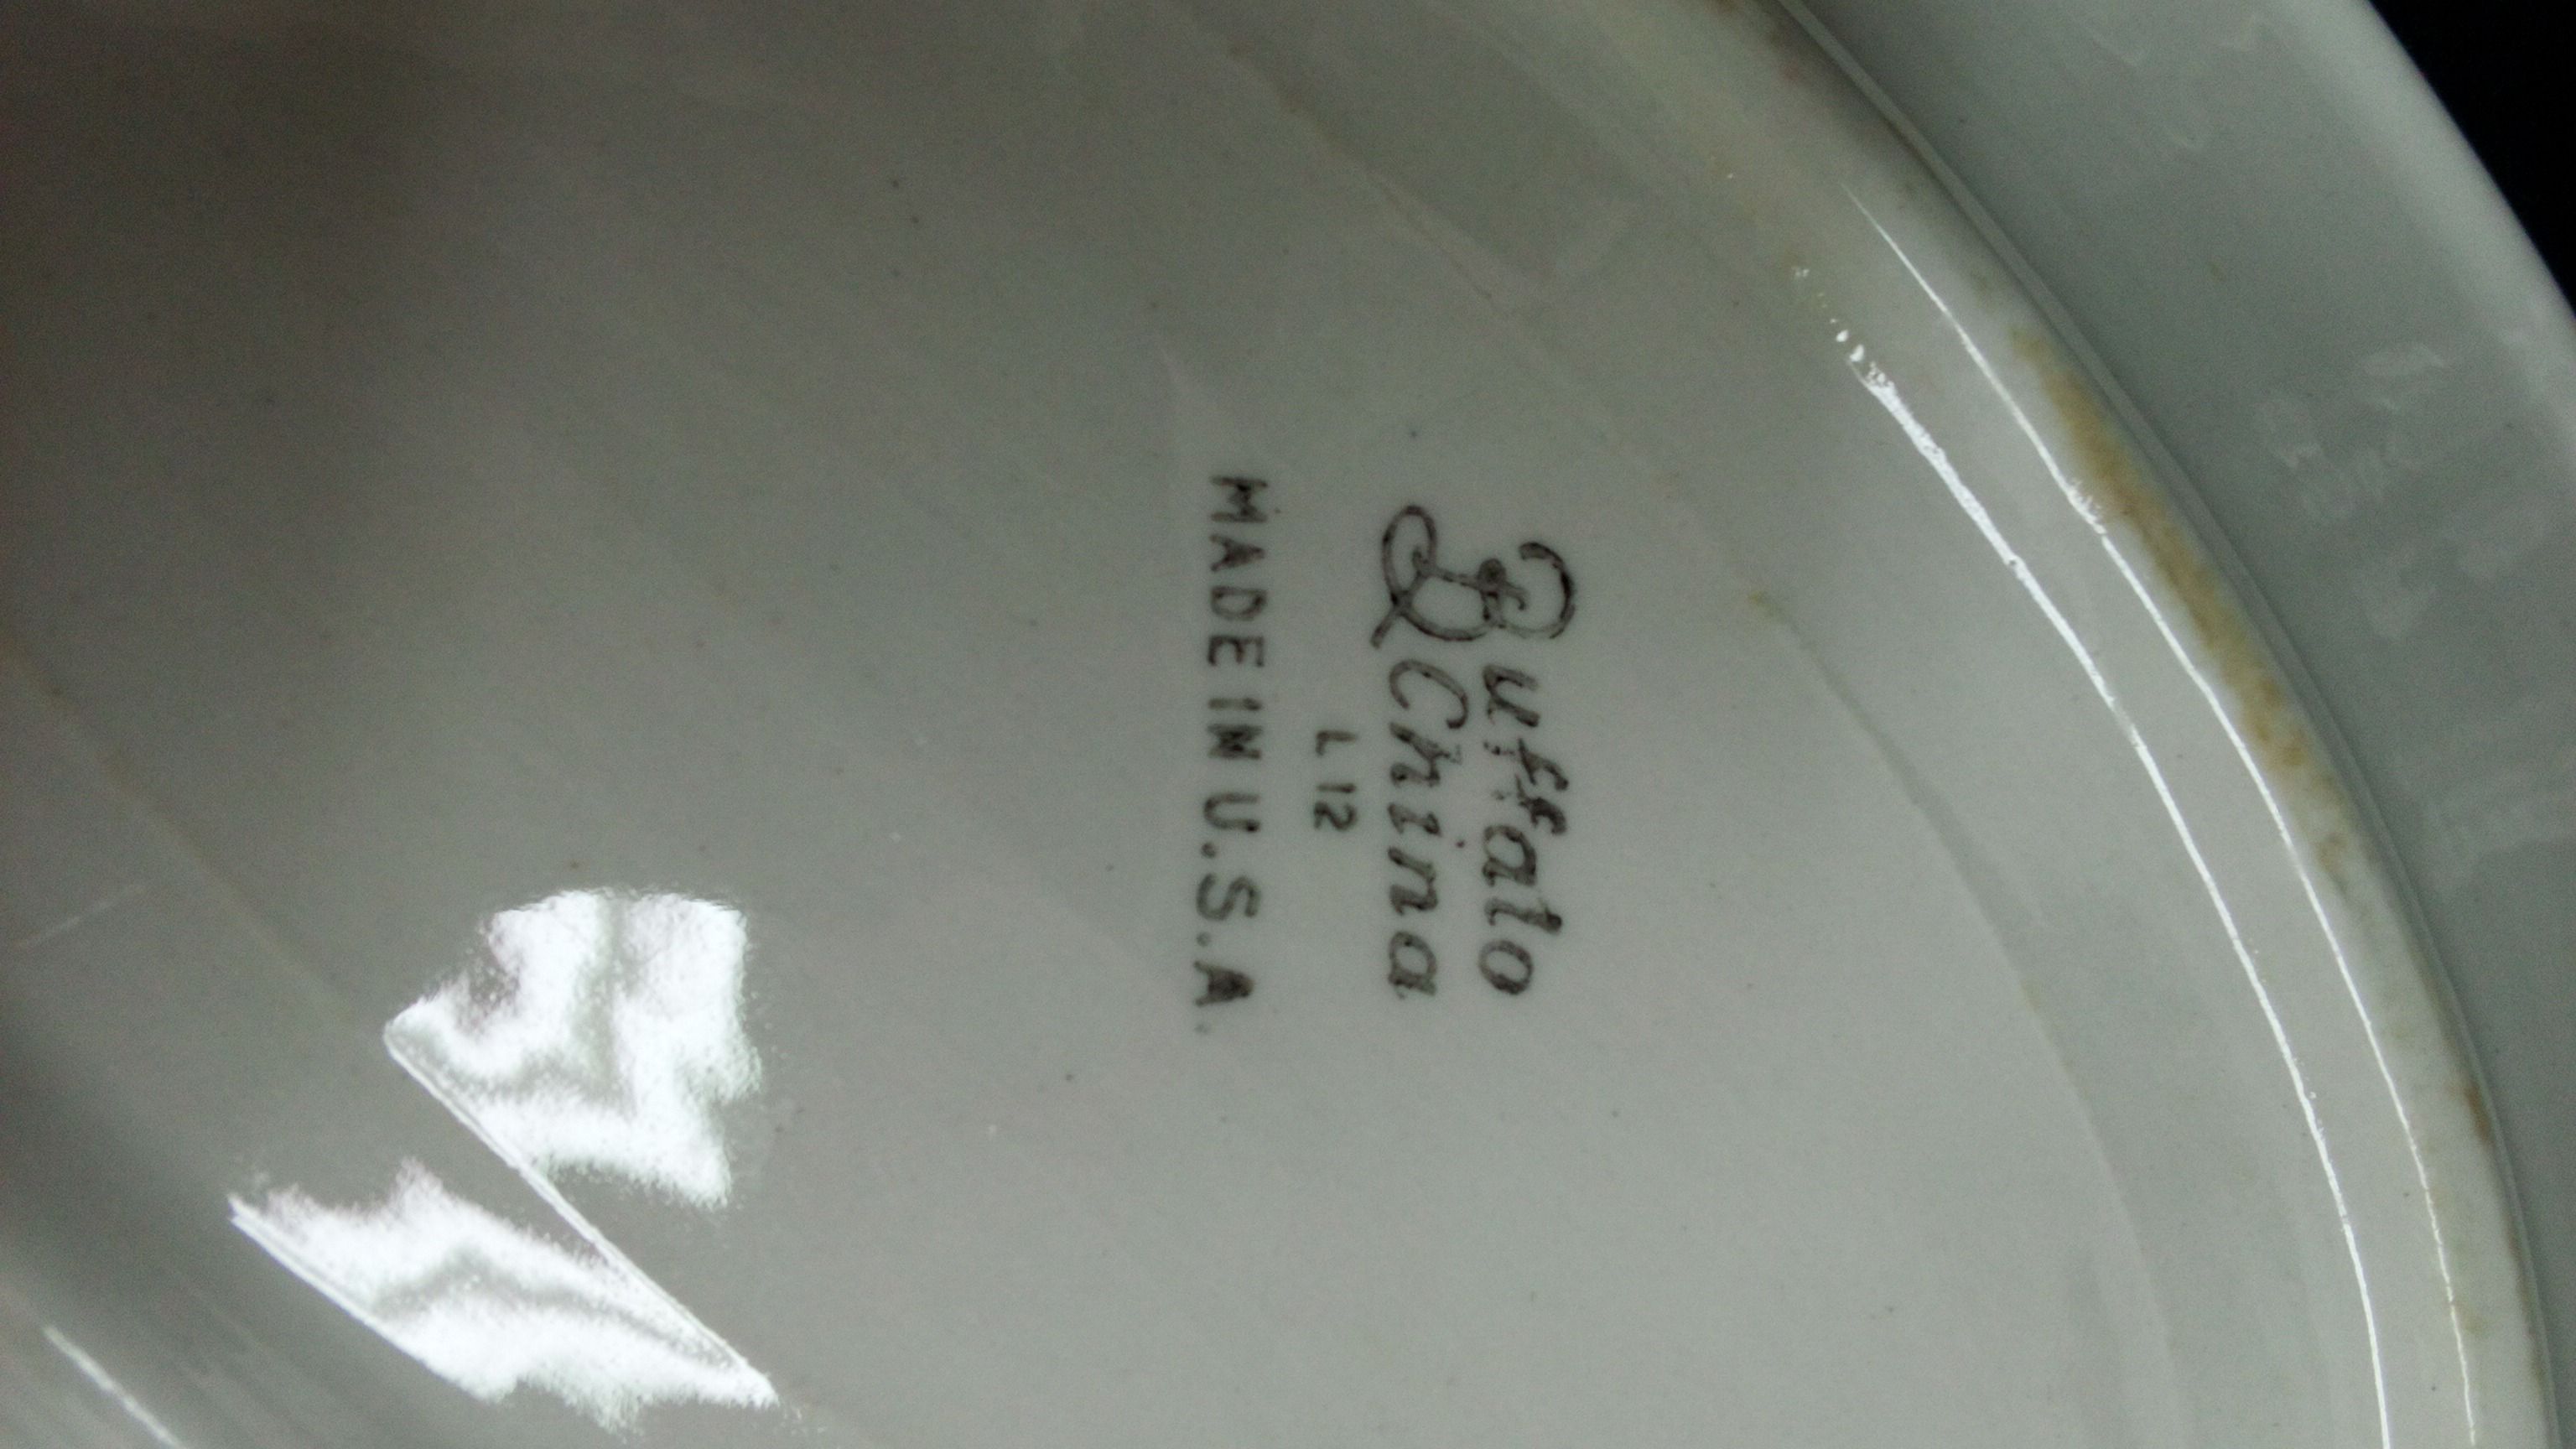 Buffalo
China
L 12
MADE IN U.S.A.